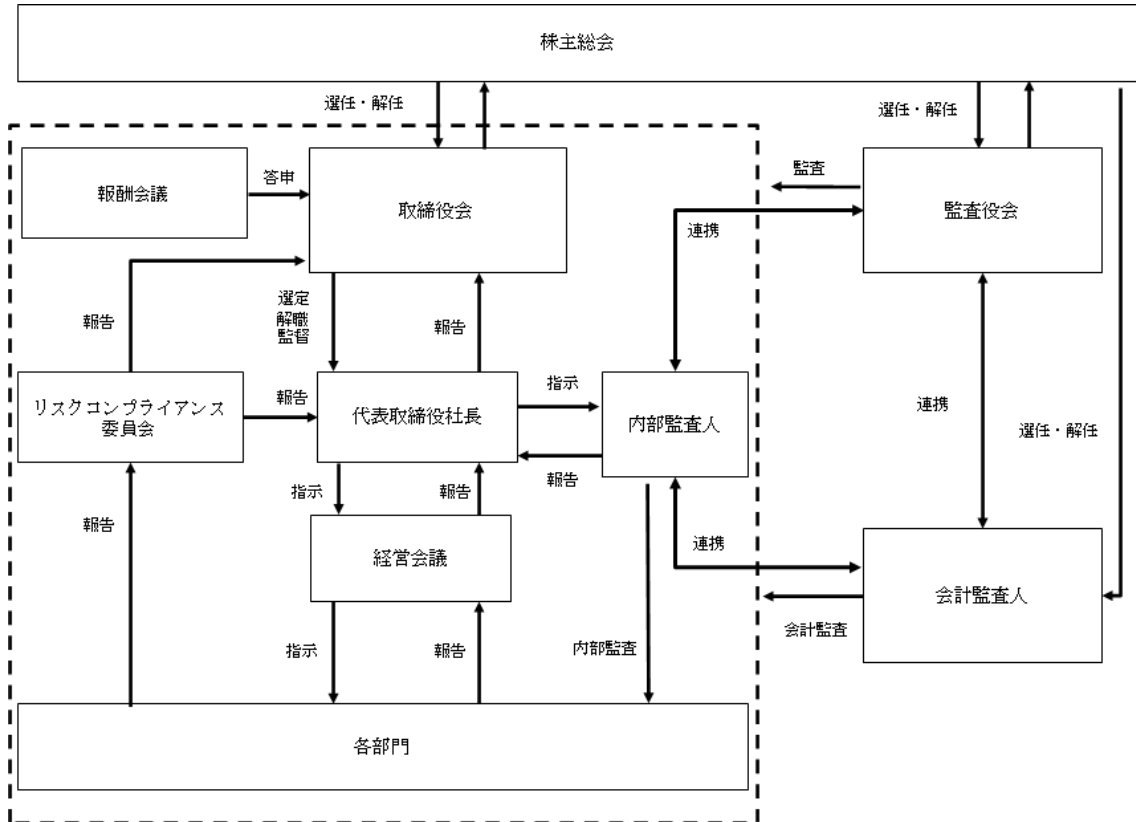 株主総会
選任・解任
選任・解任
報酬会議
答申
取締役会
監査
監査役会
連携
報告
選定
解職
監督
報告
リスクコンプライアンス
委員会
報告
代表取締役社長
指示
内部監査人
報告
連携
選任・解任
報告
指示
報告
経営会議
連携
会計監査人
会計監査
指示
報告
内部監査
各部門